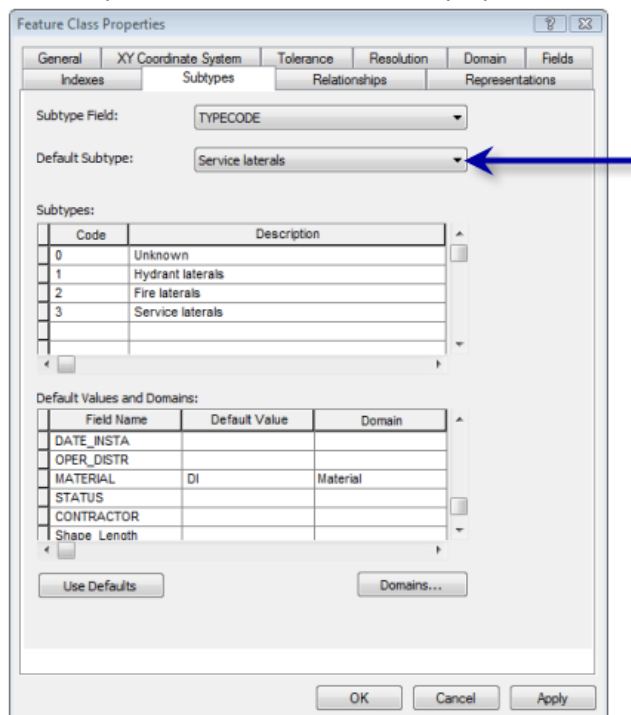 Feature Class Properties
General XY Coordinate System Tolerance Resolution Domain Fields
Indexes Subtypes Relationships Representations
Subtype Field: TYPECODE
Default Subtype: Service laterals
Subtypes:
Code Description
0 Unknown
1 Hydrant laterals
2 Fire laterals
3 Service laterals
Default Values and Domains:
Field Name Default Value Domain
DATE_INSTA
OPER_DISTR
MATERIAL DI Material
STATUS
CONTRACTOR
Shape_Length
Use Defaults Domains...
OK Cancel Apply